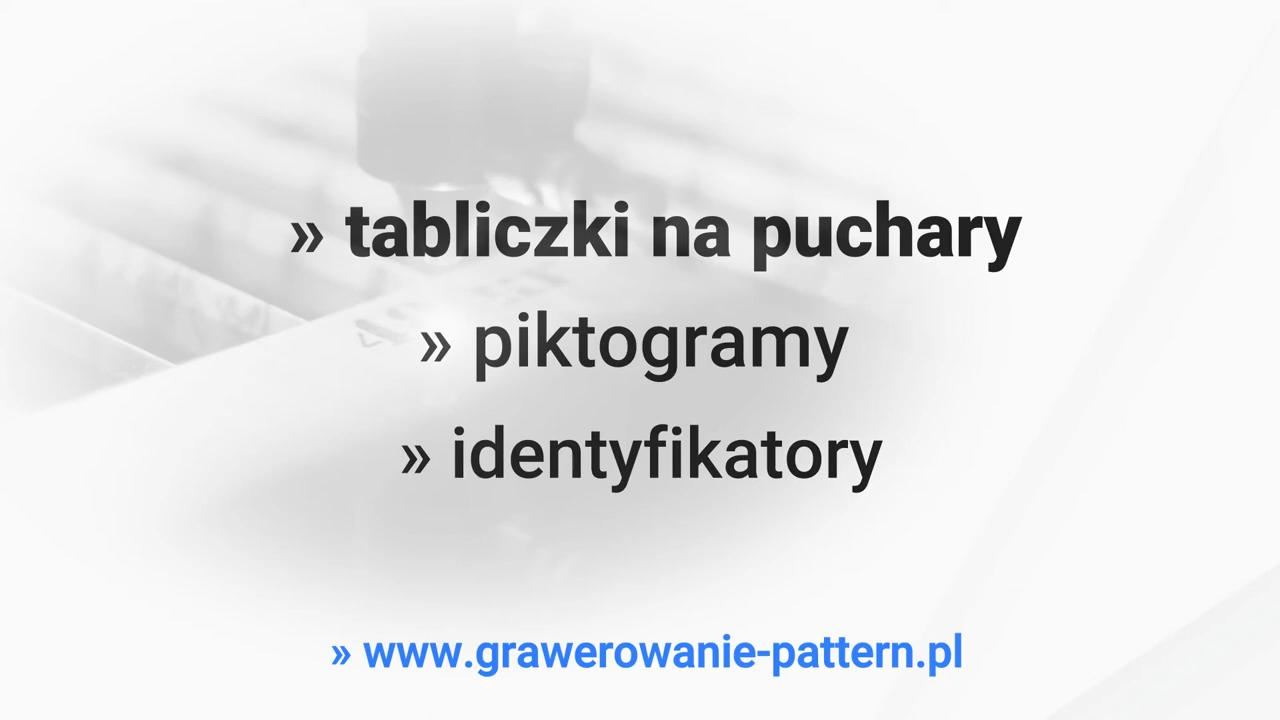 » tabliczki na puchary
» piktogramy
» identyfikatory
» www.grawerowanie-pattern.pl